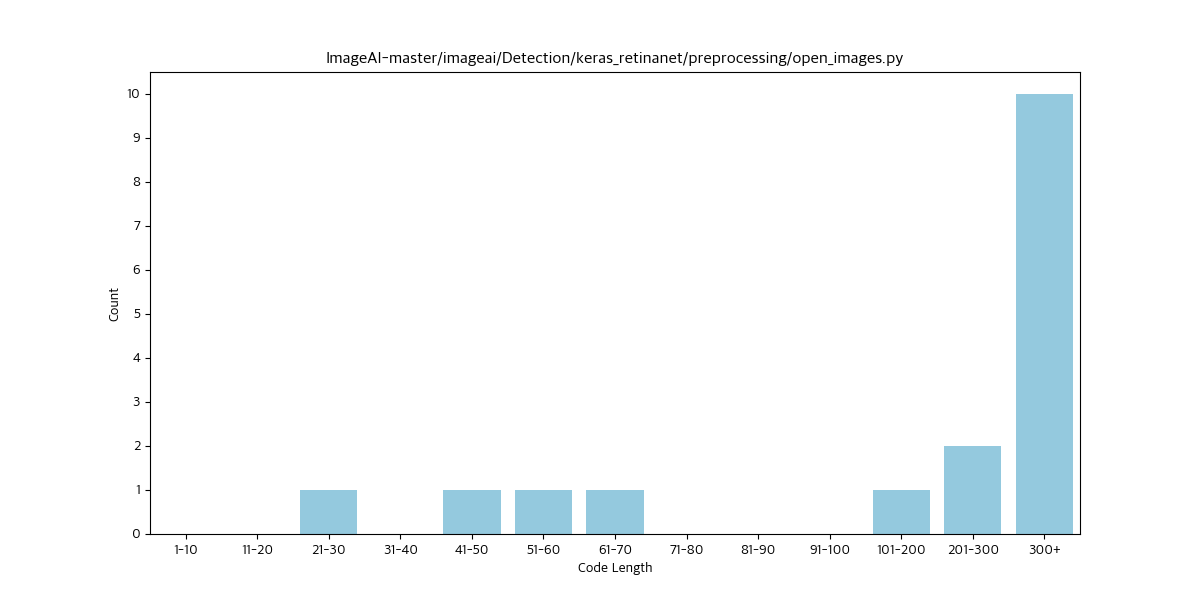 ImageAI-master/imageai/Detection/keras_retinanet/preprocessing/open_images.py
10
9
8
7
6
5
4
3
2
1
0
Count
1-10 11-20 21-30 31-40 41-50 51-60 61-70 71-80 81-90 91-100 101-200 201-300 300+
Code Length